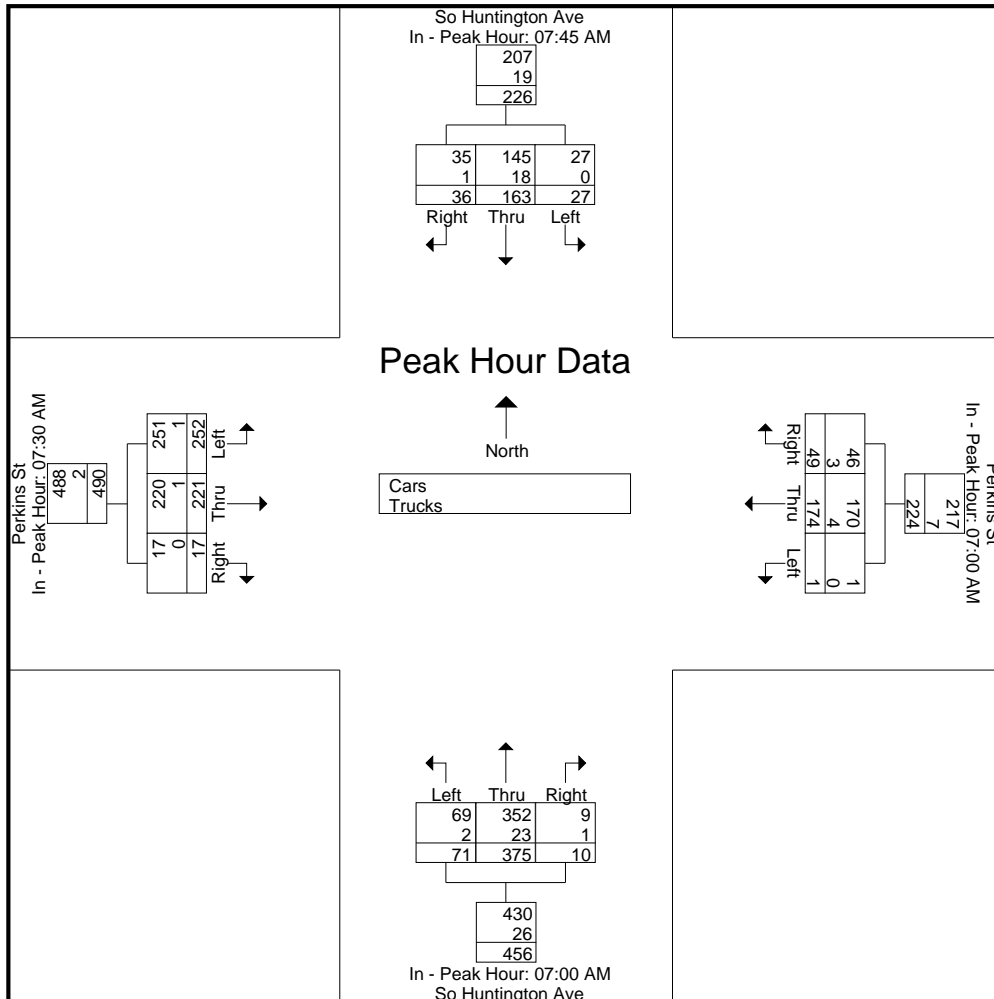 So Huntington Ave
In - Peak Hour: 07:45 AM
207
19
226
35 145 27
1 18 0
36 163 27
Right Thru Left
Peak Hour Data
North
Cars
Trucks
Perkins St
In - Peak Hour: 07:30 AM
488
2
490
251 1 252
Left
220 1 221
Thru
17 0 17
Right
Right
49 3 46
Thru
174 4 170
Left
1 0 1
224
7
217
In - Peak Hour: 07:00 AM
Perkins St
Left Thru Right
69 352 9
2 23 1
71 375 10
430
26
456
In - Peak Hour: 07:00 AM
So Huntington Ave